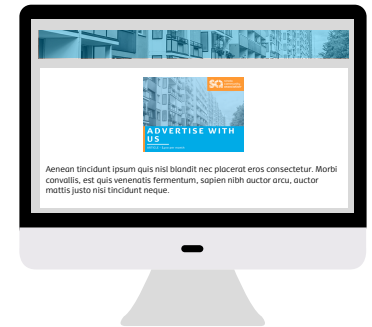 SCA
ADVERTISE WITH
US
Aenean tincidunt ipsum quis nisl blandit nec placerat eros consectetur. Morbi
convallis, est quis venenatis fermentum, sapien nibh auctor arcu, auctor
mattis justo nisi tincidunt neque.